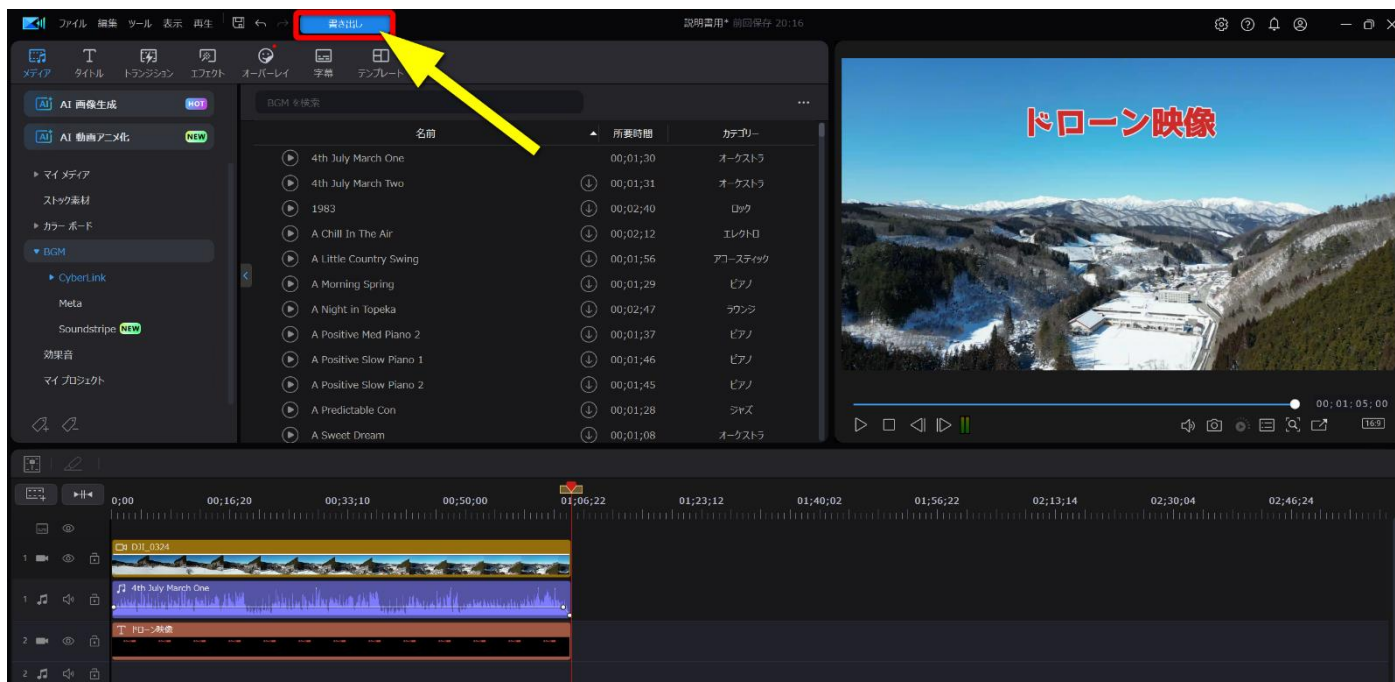 ファイル 編集 ツール 表示 再生 書き出し 説明書用* 前回保存 20:16
メディア タイトル トランジション エフェクト オーバーレイ 字幕 テンプレート
AI AI 画像生成 HOT
AI AI 動画アニメ化 NEW
マイ メディア
ストック素材
カラー ボード
BGM
CyberLink
Meta
Soundstripe NEW
効果音
マイ プロジェクト
BGM を検索
名前 所要時間 カテゴリー
4th July March One 00;01;30 オーケストラ
4th July March Two 00;01;31 オーケストラ
1983 00;02;40 ロック
A Chill In The Air 00;02;12 エレクトロ
A Little Country Swing 00;01;56 アコースティック
A Morning Spring 00;01;29 ピアノ
A Night in Topeka 00;02;47 ラウンジ
A Positive Med Piano 2 00;01;37 ピアノ
A Positive Slow Piano 1 00;01;46 ピアノ
A Positive Slow Piano 2 00;01;45 ピアノ
A Predictable Con 00;01;28 ジャズ
A Sweet Dream 00;01;08 オーケストラ
ドローン映像
00;01;05;00
16:9
0;00 00;16;20 00;33;10 00;50;00 01;06;22 01;23;12 01;40;02 01;56;22 02;13;14 02;30;04 02;46;24
1 DJI_0324
1 4th July March One
2 T ドローン映像
2